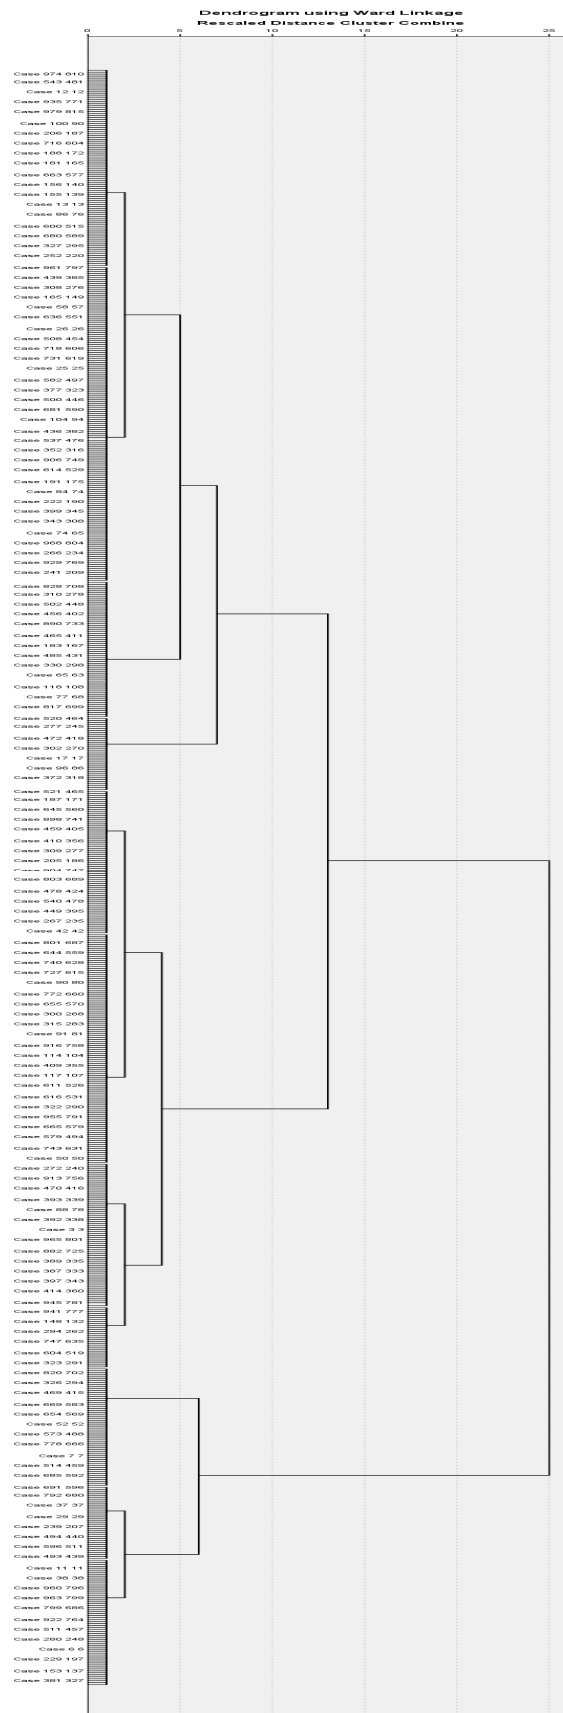 Dendrogram using Ward Linkage
Rescaled Distance Cluster Combine
0 5 10 15 20 25
Case 974 810
Case 543 481
Case 12 12
Case 935 771
Case 979 815
Case 100 90
Case 206 187
Case 716 604
Case 188 172
Case 181 165
Case 663 577
Case 156 140
Case 155 139
Case 13 13
Case 86 76
Case 600 515
Case 680 589
Case 327 295
Case 252 220
Case 961 797
Case 439 385
Case 308 276
Case 165 149
Case 58 57
Case 636 551
Case 26 26
Case 508 454
Case 718 606
Case 731 619
Case 25 25
Case 582 497
Case 377 323
Case 500 446
Case 681 590
Case 104 94
Case 436 382
Case 537 476
Case 352 316
Case 906 749
Case 614 529
Case 191 175
Case 84 74
Case 222 190
Case 399 345
Case 343 308
Case 74 65
Case 968 804
Case 266 234
Case 929 765
Case 241 209
Case 828 708
Case 310 278
Case 502 448
Case 456 402
Case 890 733
Case 465 411
Case 183 167
Case 485 431
Case 330 298
Case 65 63
Case 118 108
Case 77 68
Case 817 699
Case 520 464
Case 277 245
Case 472 418
Case 302 270
Case 17 17
Case 96 86
Case 372 318
Case 521 465
Case 187 171
Case 645 560
Case 898 741
Case 459 405
Case 410 356
Case 309 277
Case 205 186
Case 904 747
Case 803 689
Case 478 424
Case 540 478
Case 449 395
Case 267 235
Case 42 42
Case 801 687
Case 644 559
Case 740 628
Case 727 615
Case 90 80
Case 772 660
Case 655 570
Case 300 268
Case 315 283
Case 91 81
Case 916 758
Case 114 104
Case 409 355
Case 117 107
Case 611 526
Case 616 531
Case 322 290
Case 955 791
Case 665 579
Case 579 494
Case 743 631
Case 50 50
Case 272 240
Case 913 756
Case 470 416
Case 393 339
Case 88 78
Case 392 338
Case 3 3
Case 965 801
Case 882 725
Case 389 335
Case 387 333
Case 397 343
Case 414 360
Case 945 781
Case 941 777
Case 148 132
Case 294 262
Case 747 635
Case 604 519
Case 323 291
Case 820 702
Case 326 294
Case 469 415
Case 669 583
Case 654 569
Case 52 52
Case 573 488
Case 778 666
Case 7 7
Case 514 459
Case 685 592
Case 691 596
Case 792 680
Case 37 37
Case 29 29
Case 239 207
Case 494 440
Case 596 511
Case 493 439
Case 11 11
Case 38 38
Case 960 796
Case 963 799
Case 799 686
Case 922 764
Case 511 457
Case 280 248
Case 6 6
Case 229 197
Case 153 137
Case 381 327